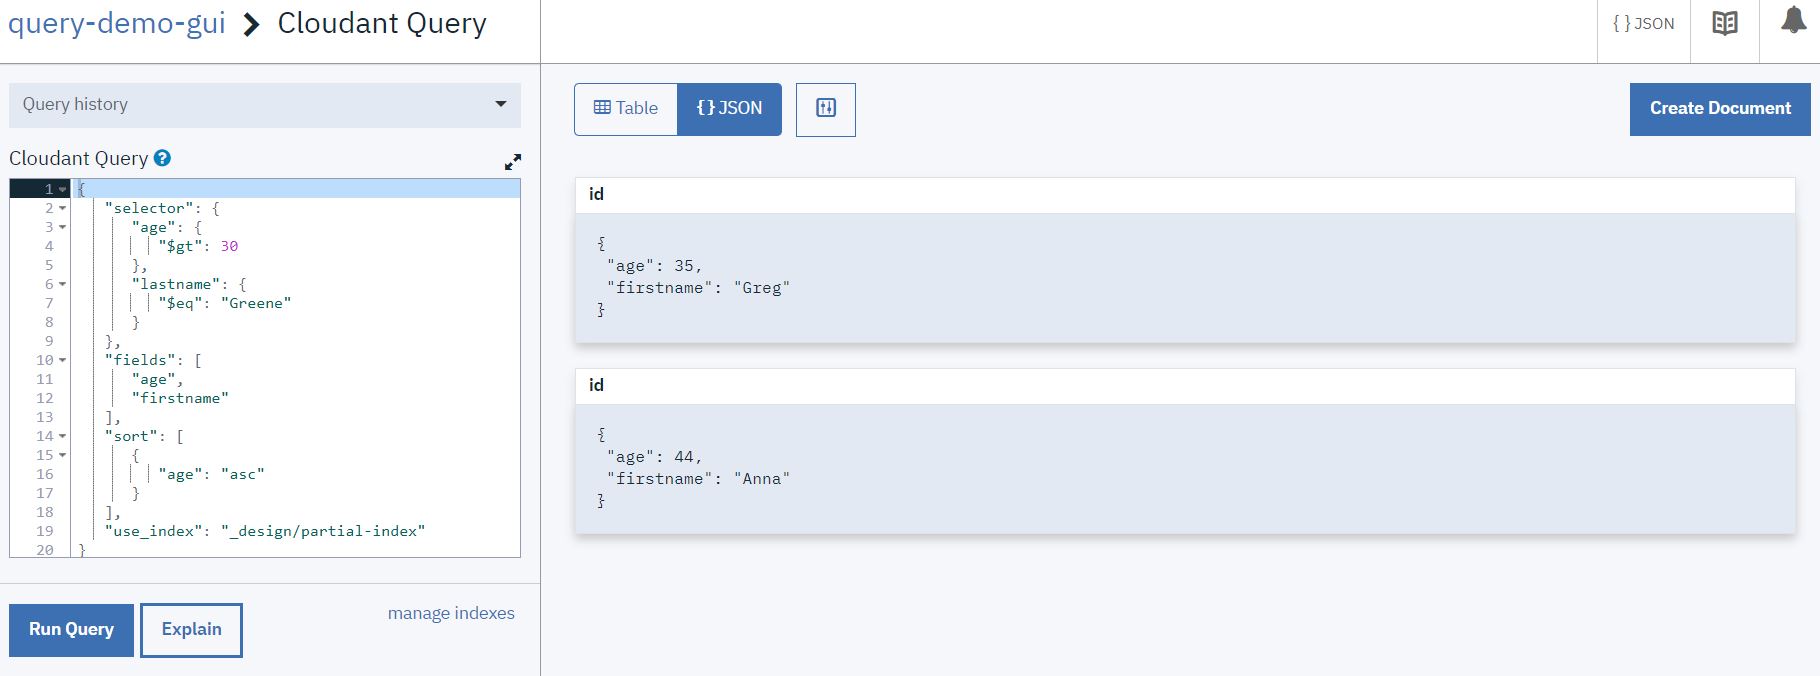 query-demo-gui > Cloudant Query
{ } JSON
Query history
Cloudant Query ?
1 {
2 "selector": {
3 "age": {
4 "$gt": 30
5 },
6 "lastname": {
7 "$eq": "Greene"
8 }
9 },
10 "fields": [
11 "age",
12 "firstname"
13 ],
14 "sort": [
15 {
16 "age": "asc"
17 }
18 ],
19 "use_index": "_design/partial-index"
20 }
Run Query
Explain
manage indexes
Table
{ } JSON
Create Document
id
{
"age": 35,
"firstname": "Greg"
}
id
{
"age": 44,
"firstname": "Anna"
}